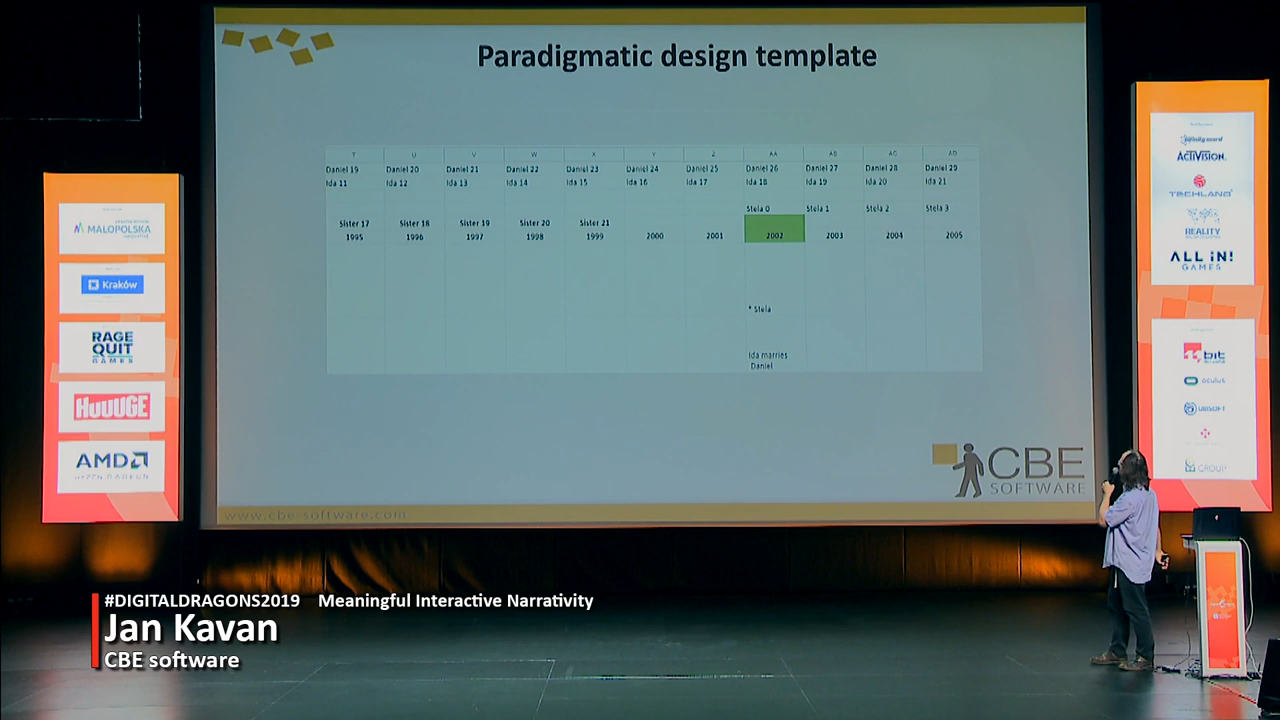 Paradigmatic design template
T U V W X Y Z AA AB AC AD
Daniel 19 Daniel 20 Daniel 21 Daniel 22 Daniel 23 Daniel 24 Daniel 25 Daniel 26 Daniel 27 Daniel 28 Daniel 29
Ida 11 Ida 12 Ida 13 Ida 14 Ida 15 Ida 16 Ida 17 Ida 18 Ida 19 Ida 20 Ida 21
Stela 0 Stela 1 Stela 2 Stela 3
Sister 17 Sister 18 Sister 19 Sister 20 Sister 21
1995 1996 1997 1998 1999 2000 2001 2002 2003 2004 2005
* Stela
Ida marries
Daniel
CBE
SOFTWARE
www.cbe-software.com
MALOPOLSKA
Kraków
RAGE
QUIT
GAMES
HUUUGE
AMD
RYZEN RADEON
infinity ward
ACTIVISION
TECHLAND
REALITY
ALL iN!
GAMES
11 bit
oculus
UBISOFT
GROUP
#DIGITALDRAGONS2019 Meaningful Interactive Narrativity
Jan Kavan
CBE software